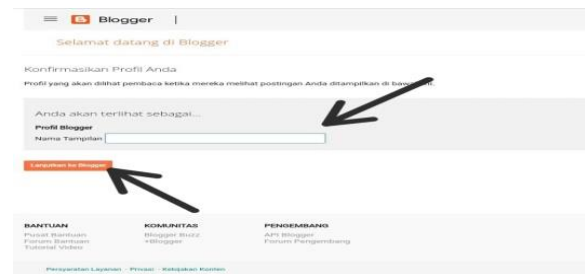 Blogger
Selamat datang di Blogger
Konfirmasikan Profil Anda
Profil yang akan dilihat pembaca ketika mereka melihat postingan Anda ditampilkan di
Anda akan terlihat sebagai...
Profil Blogger
Nama Tampilan
Lanjutkan ke Blogger
BANTUAN KOMUNITAS PENGEMBANG
Pusat Bantuan Blogger Buzz API Blogger
Forum Bantuan +Blogger Forum Pengembang
Tutorial Video
Persyaratan Layanan - Privasi - Kebijakan Konten